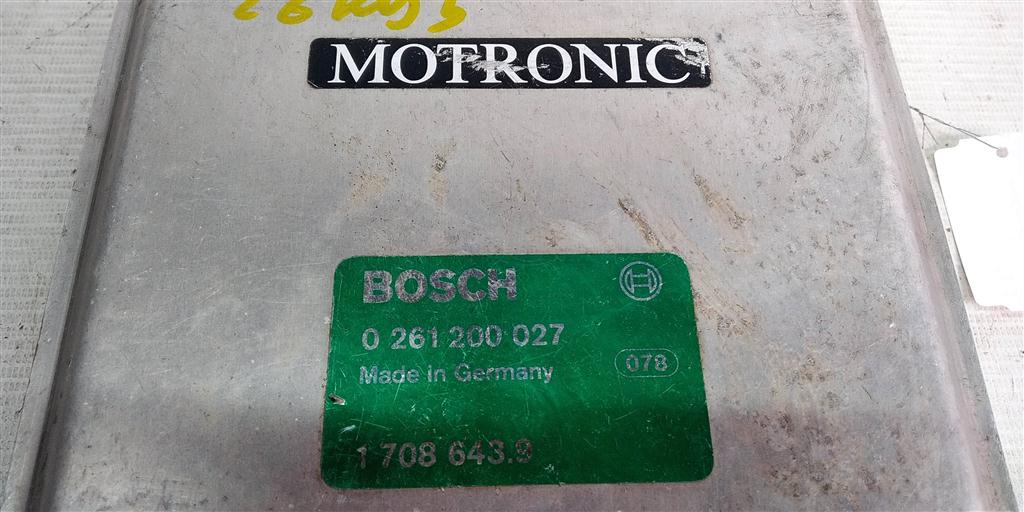 MOTRONIC
BOSCH
0 261 200 027
Made in Germany
078
1 708 643.9